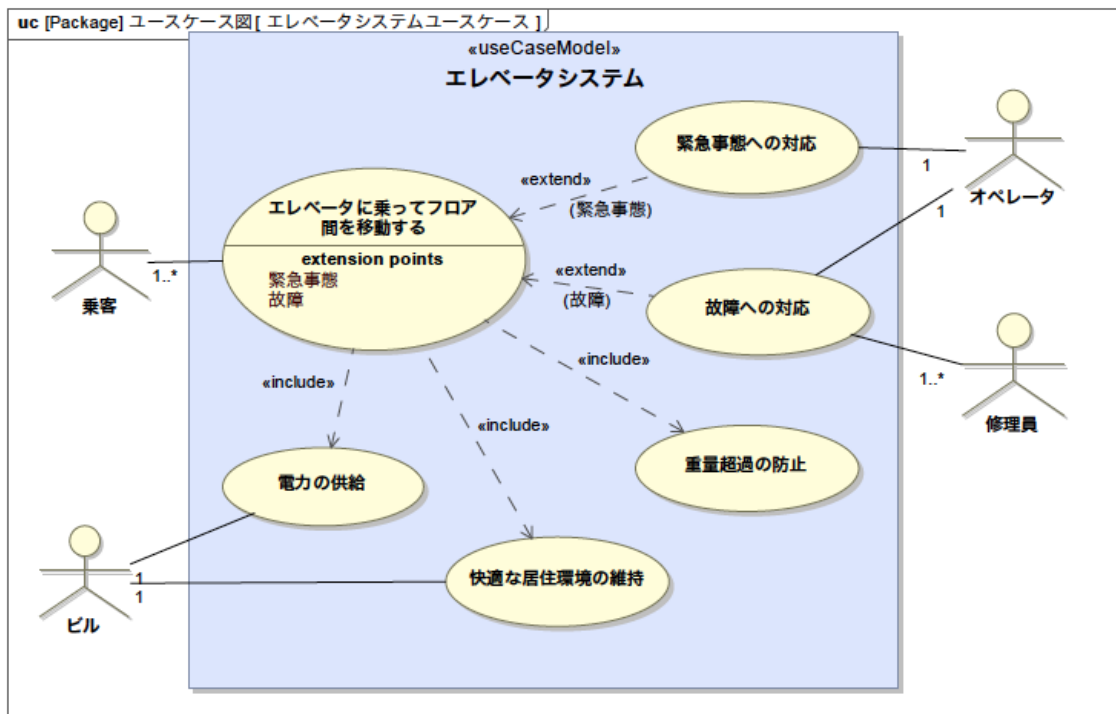 uc [Package] ユースケース図[ エレベータシステムユースケース ]
«useCaseModel»
エレベータシステム
緊急事態への対応
1
オペレータ
«extend»
(緊急事態)
1
エレベータに乗ってフロア
間を移動する
extension points
緊急事態
故障
1..*
乗客
«extend»
(故障)
故障への対応
«include»
«include»
1..*
修理員
«include»
重量超過の防止
電力の供給
1
1
ビル
快適な居住環境の維持